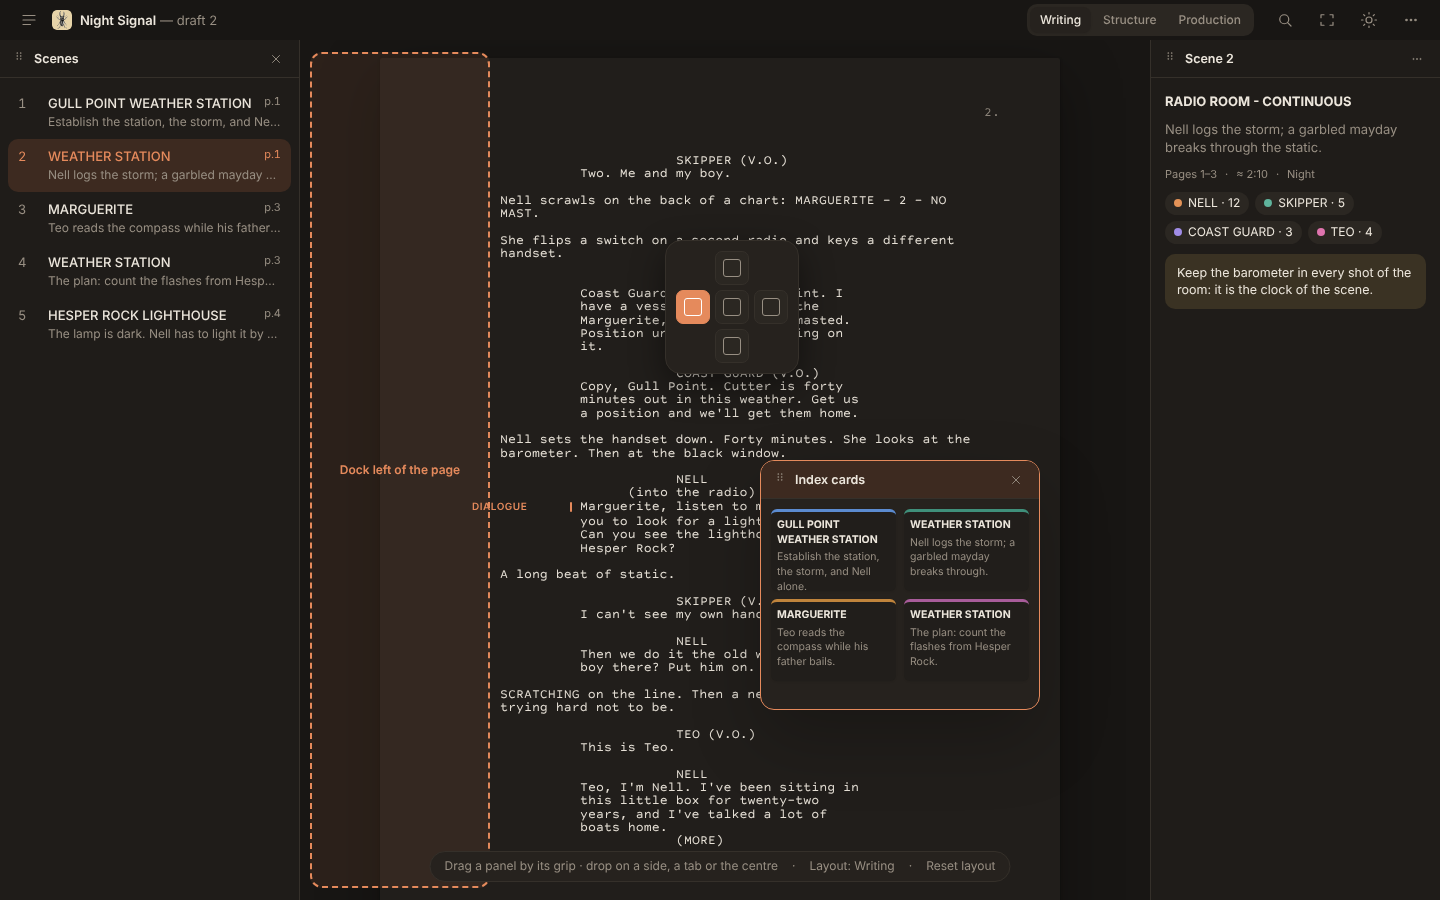 Night Signal — draft 2
Writing Structure Production
Scenes
1 GULL POINT WEATHER STATION p.1
Establish the station, the storm, and Ne...
2 WEATHER STATION p.1
Nell logs the storm; a garbled mayday ...
3 MARGUERITE p.3
Teo reads the compass while his father...
4 WEATHER STATION p.3
The plan: count the flashes from Hesp...
5 HESPER ROCK LIGHTHOUSE p.4
The lamp is dark. Nell has to light it by ...
Dock left of the page
2.
SKIPPER (V.O.)
Two. Me and my boy.
Nell scrawls on the back of a chart: MARGUERITE – 2 – NO
MAST.
She flips a switch on a second radio and keys a different
handset.
Coast Guard int. I
have a vess the
Marguerite, masted.
Position un ing on
it.
COAST GUARD (V.O.)
Copy, Gull Point. Cutter is forty
minutes out in this weather. Get us
a position and we'll get them home.
Nell sets the handset down. Forty minutes. She looks at the
barometer. Then at the black window.
NELL
(into the radio)
DIALOGUE
Marguerite, listen to m
you to look for a light
Can you see the lightho
Hesper Rock?
A long beat of static.
SKIPPER (V.
I can't see my own hand
NELL
Then we do it the old w
boy there? Put him on.
SCRATCHING on the line. Then a ne
trying hard not to be.
TEO (V.O.)
This is Teo.
NELL
Teo, I'm Nell. I've been sitting in
this little box for twenty-two
years, and I've talked a lot of
boats home.
(MORE)
Index cards
GULL POINT
WEATHER STATION
Establish the station,
the storm, and Nell
alone.
WEATHER STATION
Nell logs the storm; a
garbled mayday
breaks through.
MARGUERITE
Teo reads the
compass while his
father bails.
WEATHER STATION
The plan: count the
flashes from Hesper
Rock.
Drag a panel by its grip · drop on a side, a tab or the centre · Layout: Writing · Reset layout
Scene 2
RADIO ROOM - CONTINUOUS
Nell logs the storm; a garbled mayday
breaks through the static.
Pages 1–3 · ≈ 2:10 · Night
NELL · 12 SKIPPER · 5
COAST GUARD · 3 TEO · 4
Keep the barometer in every shot of the
room: it is the clock of the scene.